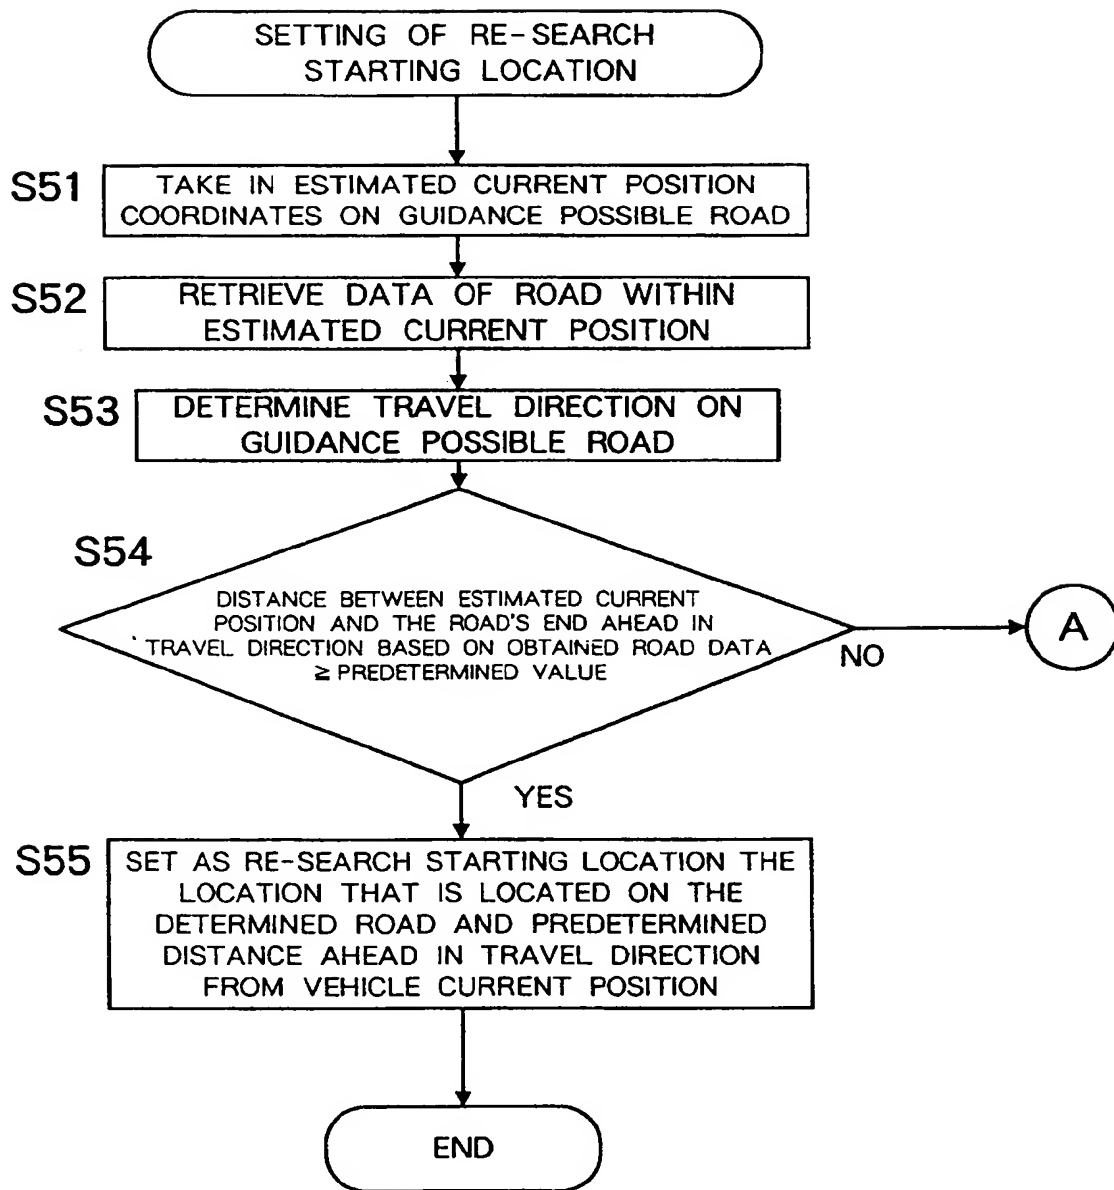 SETTING OF RE-SEARCH
STARTING LOCATION
S51
TAKE IN ESTIMATED CURRENT POSITION
COORDINATES ON GUIDANCE POSSIBLE ROAD
S52
RETRIEVE DATA OF ROAD WITHIN
ESTIMATED CURRENT POSITION
S53
DETERMINE TRAVEL DIRECTION ON
GUIDANCE POSSIBLE ROAD
S54
DISTANCE BETWEEN ESTIMATED CURRENT
POSITION AND THE ROAD'S END AHEAD IN
TRAVEL DIRECTION BASED ON OBTAINED ROAD DATA
≧ PREDETERMINED VALUE
NO
A
YES
S55
SET AS RE-SEARCH STARTING LOCATION THE
LOCATION THAT IS LOCATED ON THE
DETERMINED ROAD AND PREDETERMINED
DISTANCE AHEAD IN TRAVEL DIRECTION
FROM VEHICLE CURRENT POSITION
END